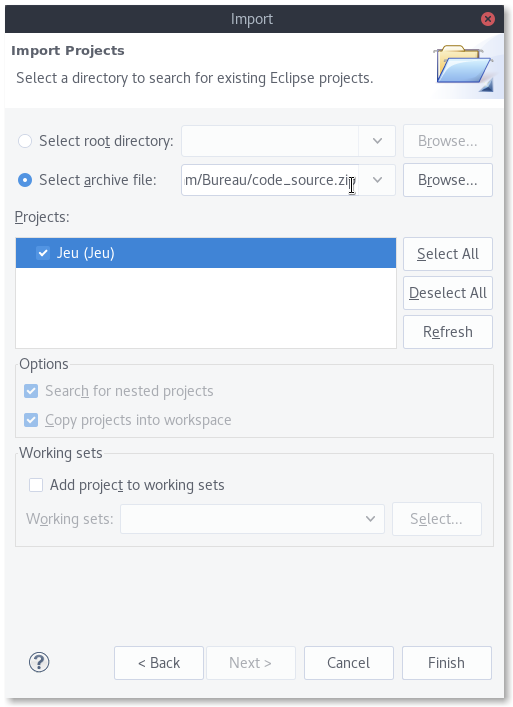 Import
Import Projects
Select a directory to search for existing Eclipse projects.
Select root directory: Browse...
Select archive file: m/Bureau/code_source.zip Browse...
Projects:
Jeu (Jeu) Select All
Deselect All
Refresh
Options
Search for nested projects
Copy projects into workspace
Working sets
Add project to working sets
Working sets: Select...
? < Back Next > Cancel Finish